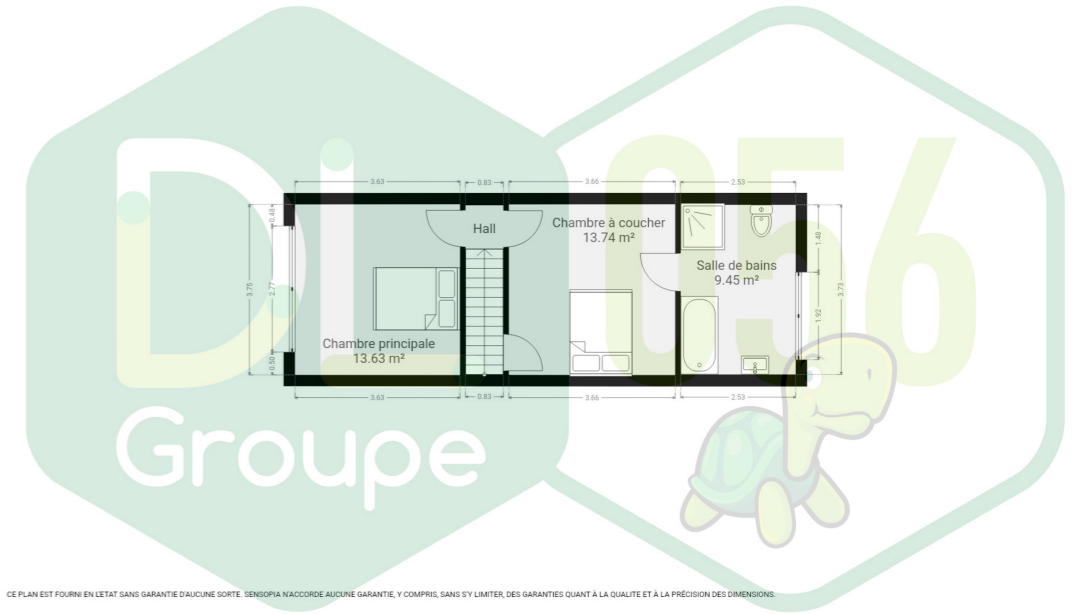 DL 056
Groupe
3.63 0.83 3.66 2.53
0.48
2.77
0.50
3.75
Hall
Chambre à coucher
13.74 m²
Salle de bains
9.45 m²
Chambre principale
13.63 m²
1.48
1.92
3.73
3.63 0.83 3.66 2.53
CE PLAN EST FOURNI EN L'ETAT SANS GARANTIE D'AUCUNE SORTE. SENSOPIA N'ACCORDE AUCUNE GARANTIE, Y COMPRIS, SANS S'Y LIMITER, DES GARANTIES QUANT À LA QUALITE ET À LA PRÉCISION DES DIMENSIONS.